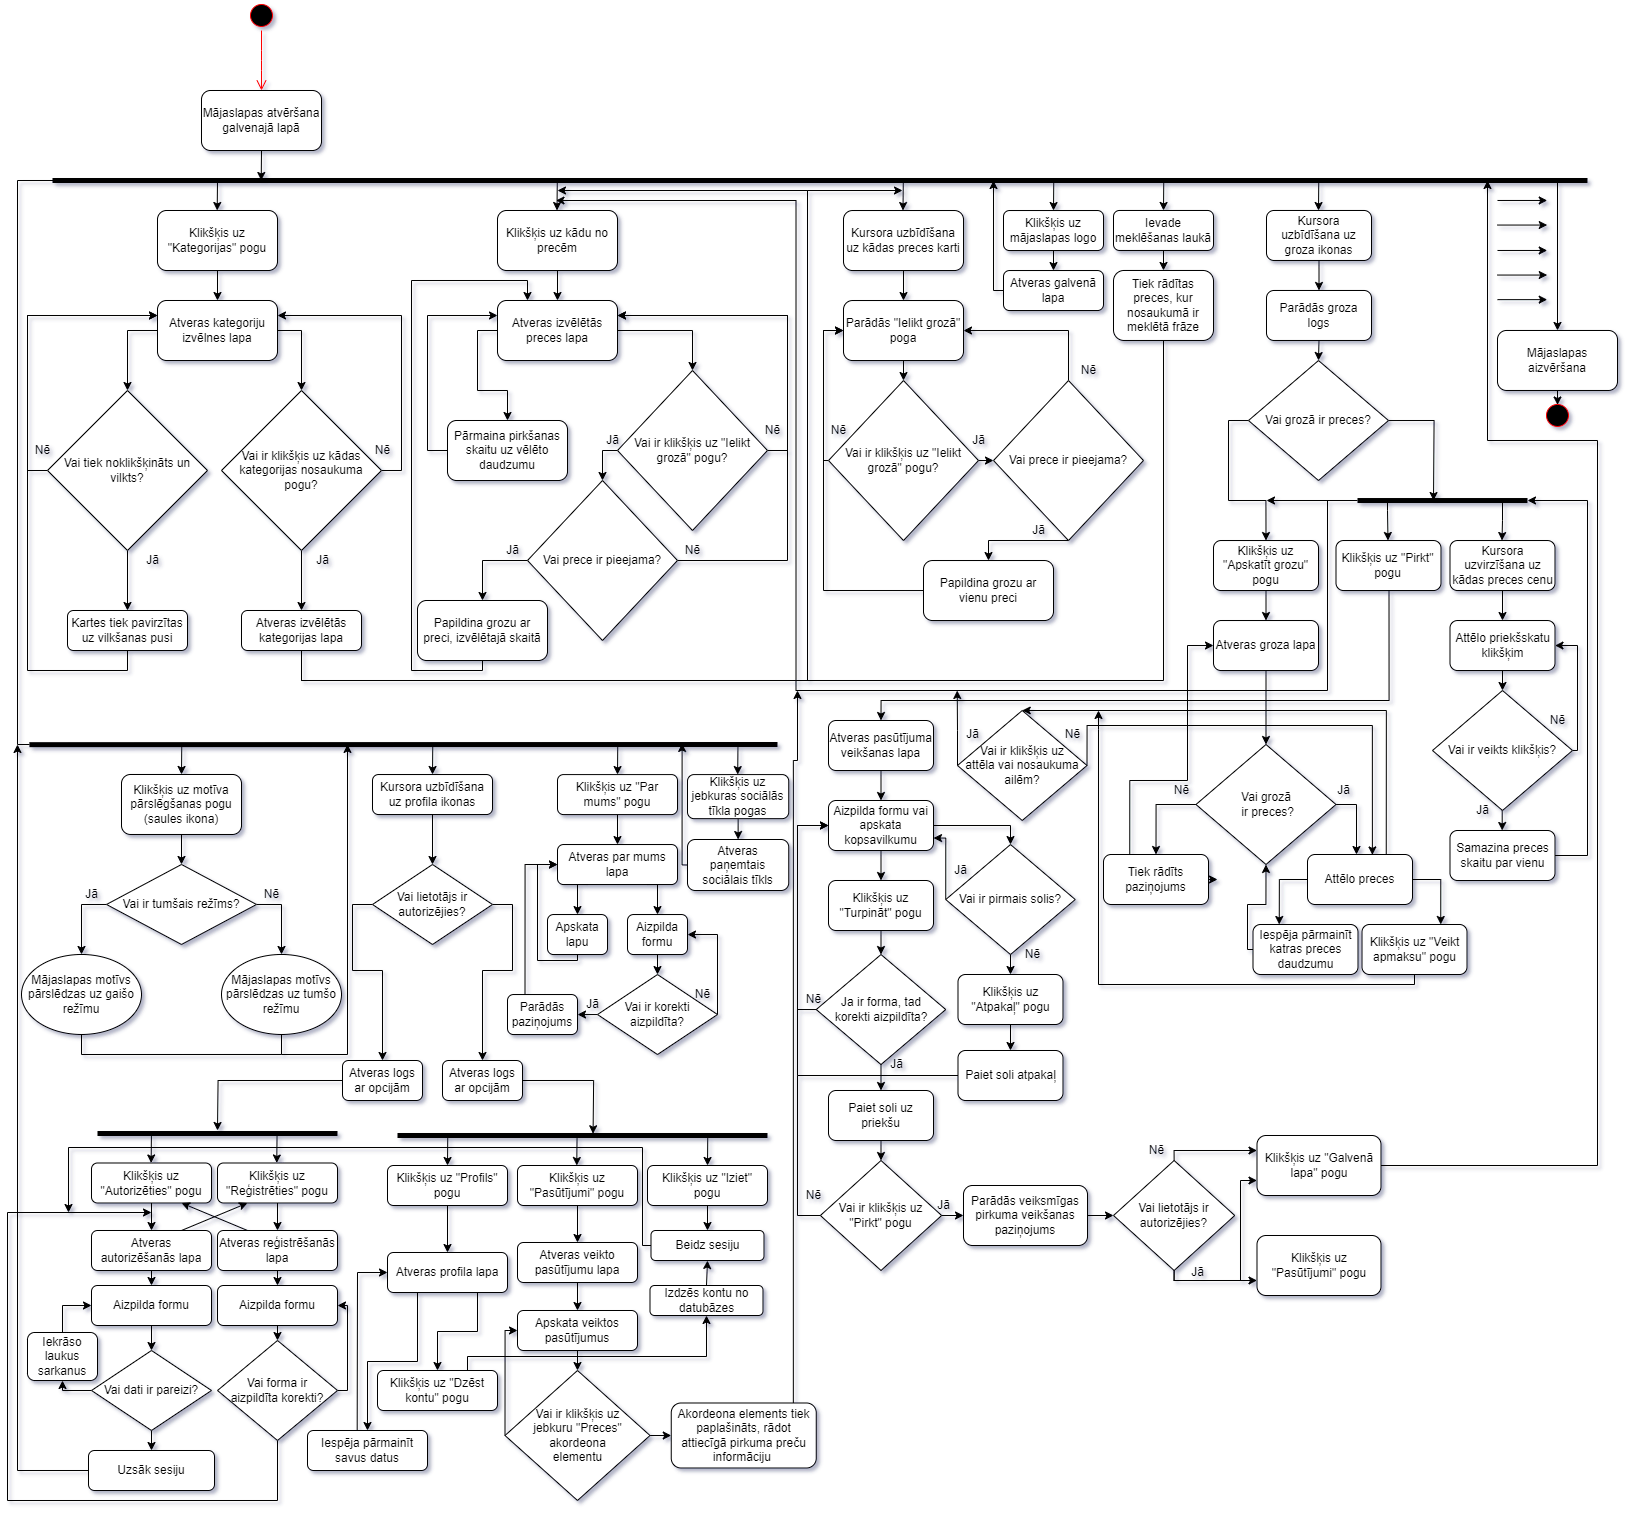 Mājaslapas atvēršana
galvenajā lapā
Klikšķis uz
"Kategorijas" pogu
Klikšķis uz kādu no
precēm
Kursora uzbīdīšana
uz kādas preces karti
Klikšķis uz
mājaslapas logo
Ievade
meklēšanas laukā
Kursora
uzbīdīšana uz
groza ikonas
Atveras kategoriju
izvēlnes lapa
Atveras izvēlētās
preces lapa
Parādās "Ielikt grozā"
poga
Atveras galvenā
lapa
Tiek rādītas
preces, kur
nosaukumā ir
meklētā frāze
Parādās groza
logs
Mājaslapas
aizvēršana
Nē
Vai tiek noklikšķināts un
vilkts?
Jā
Vai ir klikšķis uz kādas
kategorijas nosaukuma
pogu?
Nē
Jā
Pārmaina pirkšanas
skaitu uz vēlēto
daudzumu
Jā
Vai ir klikšķis uz "Ielikt
grozā" pogu?
Nē
Nē
Vai ir klikšķis uz "Ielikt
grozā" pogu?
Jā
Nē
Vai prece ir pieejama?
Jā
Vai grozā ir preces?
Jā
Vai prece ir pieejama?
Nē
Papildina grozu ar
vienu preci
Klikšķis uz
"Apskatīt grozu"
pogu
Klikšķis uz "Pirkt"
pogu
Kursora
uzvirzīšana uz
kādas preces cenu
Kartes tiek pavirzītas
uz vilkšanas pusi
Atveras izvēlētās
kategorijas lapa
Papildina grozu ar
preci, izvēlētajā skaitā
Atveras groza lapa
Attēlo priekšskatu
klikšķim
Nē
Vai ir veikts klikšķis?
Jā
Samazina preces
skaitu par vienu
Klikšķis uz motīva
pārslēgšanas pogu
(saules ikona)
Kursora uzbīdīšana
uz profila ikonas
Klikšķis uz "Par
mums" pogu
Klikšķis uz
jebkuras sociālās
tīkla pogas
Atveras pasūtījuma
veikšanas lapa
Jā
Nē
Vai ir klikšķis uz
attēla vai nosaukuma
ailēm?
Nē
Vai grozā
ir preces?
Jā
Aizpilda formu vai
apskata
kopsavilkumu
Atveras par mums
lapa
Atveras
paņemtais
sociālais tīkls
Tiek rādīts
paziņojums
Attēlo preces
Jā
Vai ir tumšais režīms?
Nē
Vai lietotājs ir
autorizējies?
Apskata
lapu
Aizpilda
formu
Klikšķis uz
"Turpināt" pogu
Jā
Vai ir pirmais solis?
Nē
Iespēja pārmainīt
katras preces
daudzumu
Klikšķis uz "Veikt
apmaksu" pogu
Mājaslapas motīvs
pārslēdzas uz gaišo
režīmu
Mājaslapas motīvs
pārslēdzas uz tumšo
režīmu
Parādās
paziņojums
Jā
Vai ir korekti
aizpildīta?
Nē
Nē
Ja ir forma, tad
korekti aizpildīta?
Jā
Klikšķis uz
"Atpakaļ" pogu
Atveras logs
ar opcijām
Atveras logs
ar opcijām
Paiet soli atpakaļ
Paiet soli uz
priekšu
Klikšķis uz
"Autorizēties" pogu
Klikšķis uz
"Reģistrēties" pogu
Klikšķis uz "Profils"
pogu
Klikšķis uz
"Pasūtījumi" pogu
Klikšķis uz "Iziet"
pogu
Nē
Vai ir klikšķis uz
"Pirkt" pogu
Jā
Parādās veiksmīgas
pirkuma veikšanas
paziņojums
Nē
Vai lietotājs ir
autorizējies?
Jā
Klikšķis uz "Galvenā
lapa" pogu
Klikšķis uz
"Pasūtījumi" pogu
Atveras
autorizēšanās lapa
Atveras reģistrēšanās
lapa
Atveras profila lapa
Atveras veikto
pasūtījumu lapa
Beidz sesiju
Aizpilda formu
Aizpilda formu
Izdzēs kontu no
datubāzes
Iekrāso
laukus
sarkanus
Apskata veiktos
pasūtījumus
Vai dati ir pareizi?
Vai forma ir
aizpildīta korekti?
Klikšķis uz "Dzēst
kontu" pogu
Vai ir klikšķis uz
jebkuru "Preces"
akordeona
elementu
Akordeona elements tiek
paplašināts, rādot
attiecīgā pirkuma preču
informāciju
Uzsāk sesiju
Iespēja pārmainīt
savus datus